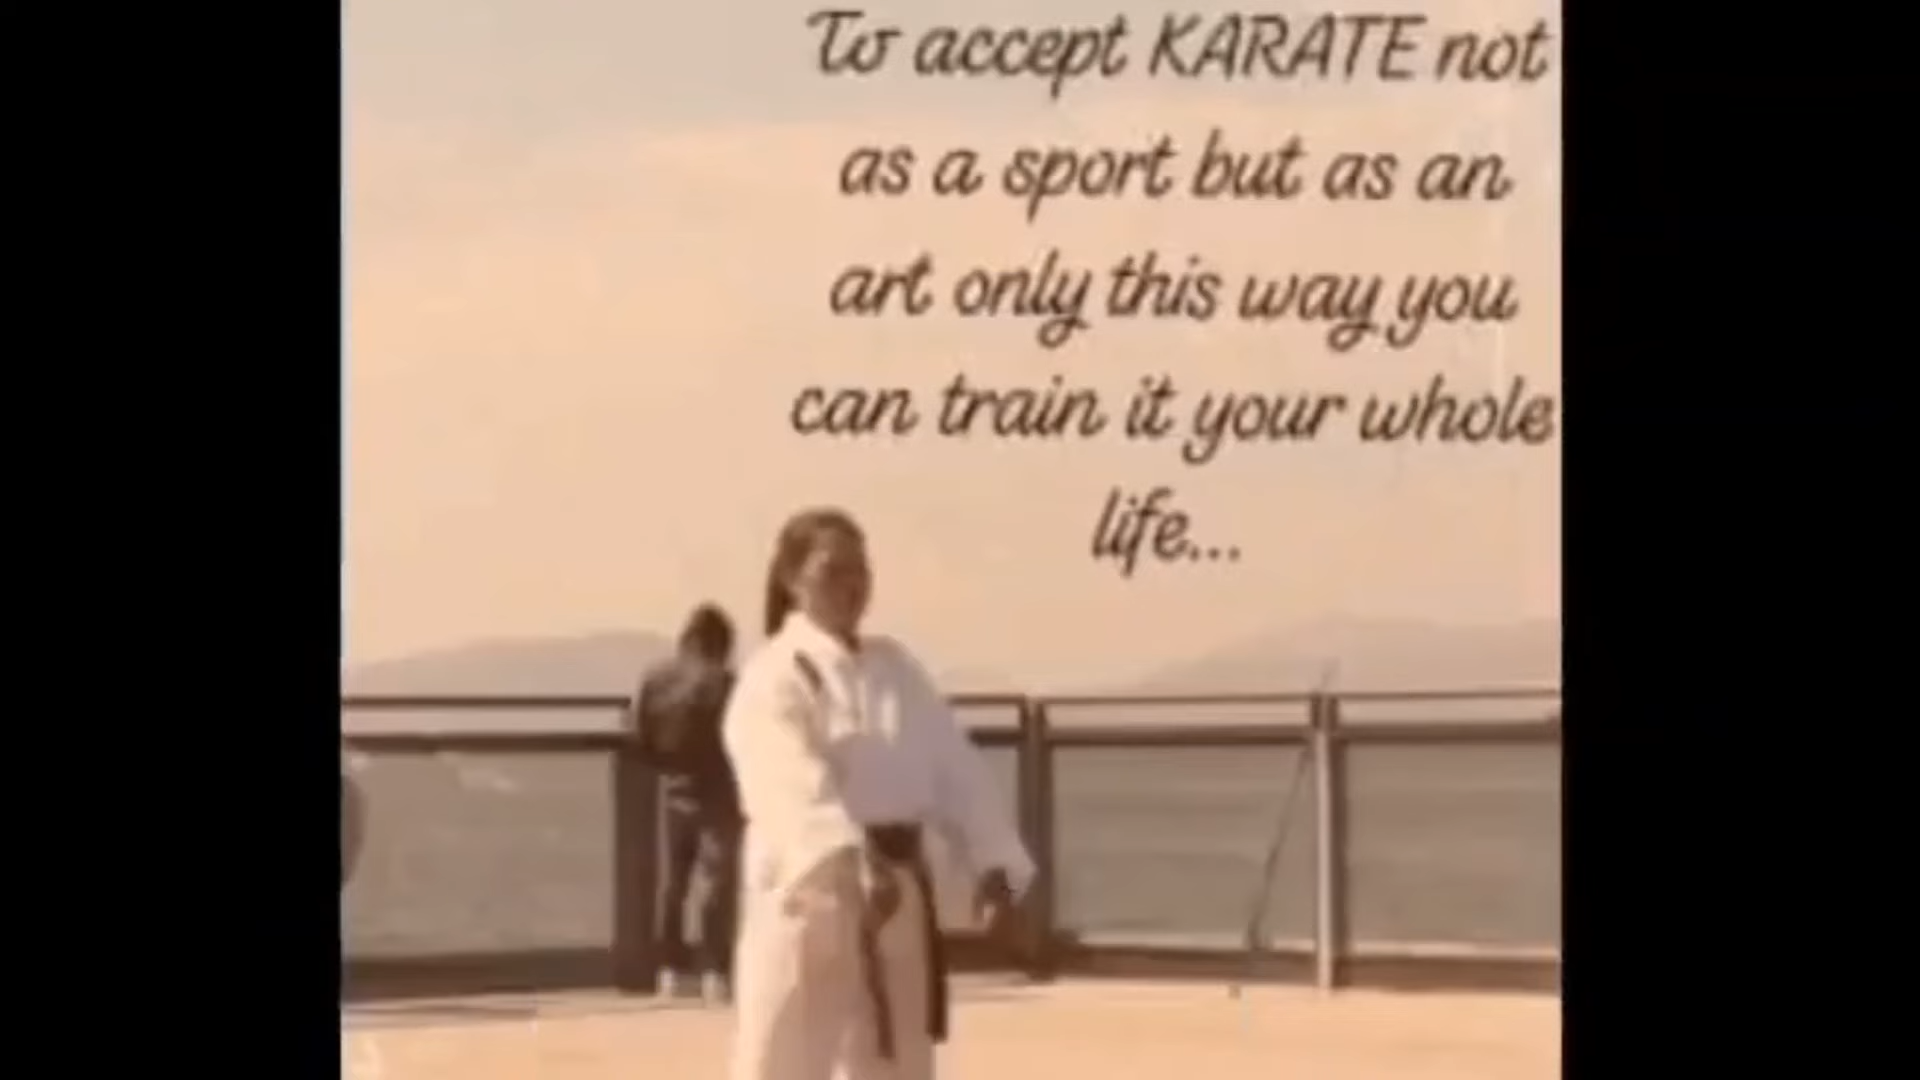 To accept KARATE not
as a sport but as an
art only this way you
can train it your whole
life...